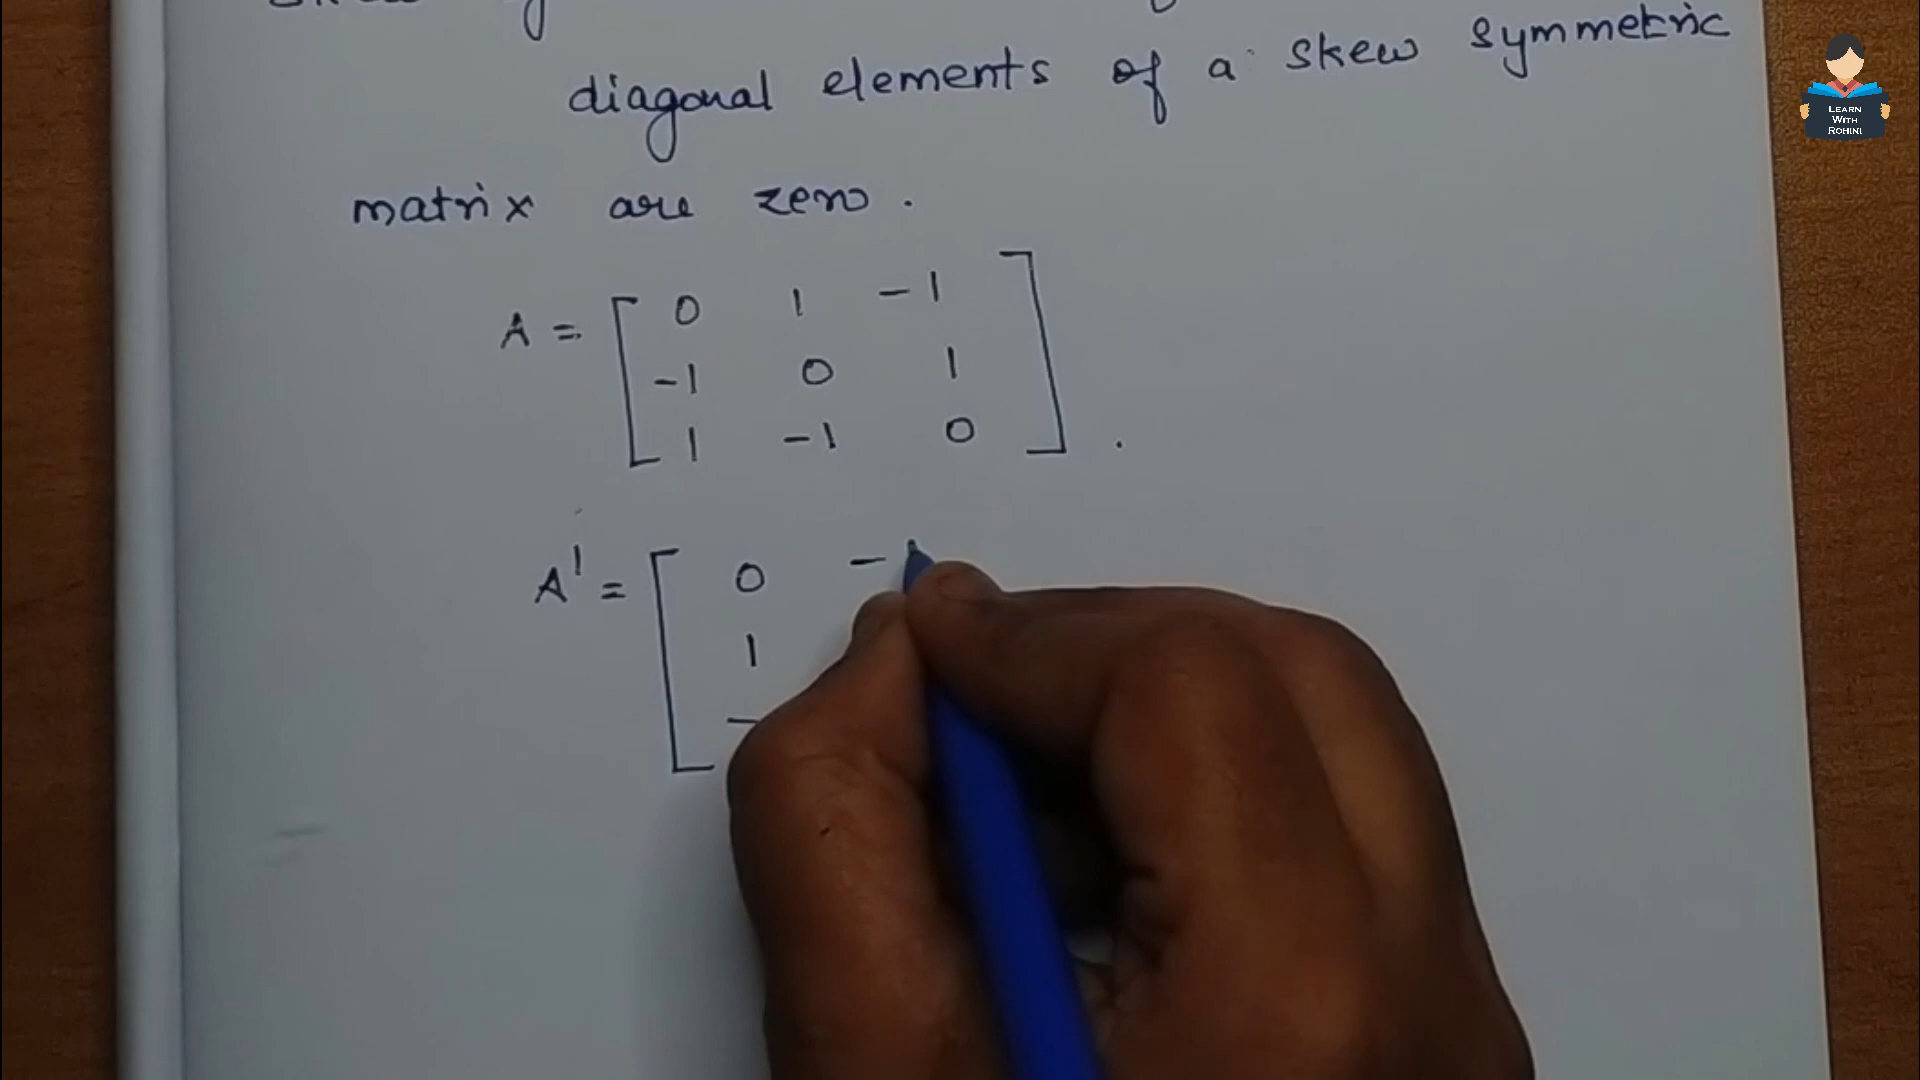 diagonal elements of a skew symmetric
matrix are zero.
A = [ 0 1 -1
-1 0 1
1 -1 0 ] .
A' = [ 0 -1
1
-
LEARN
WITH
ROHINI